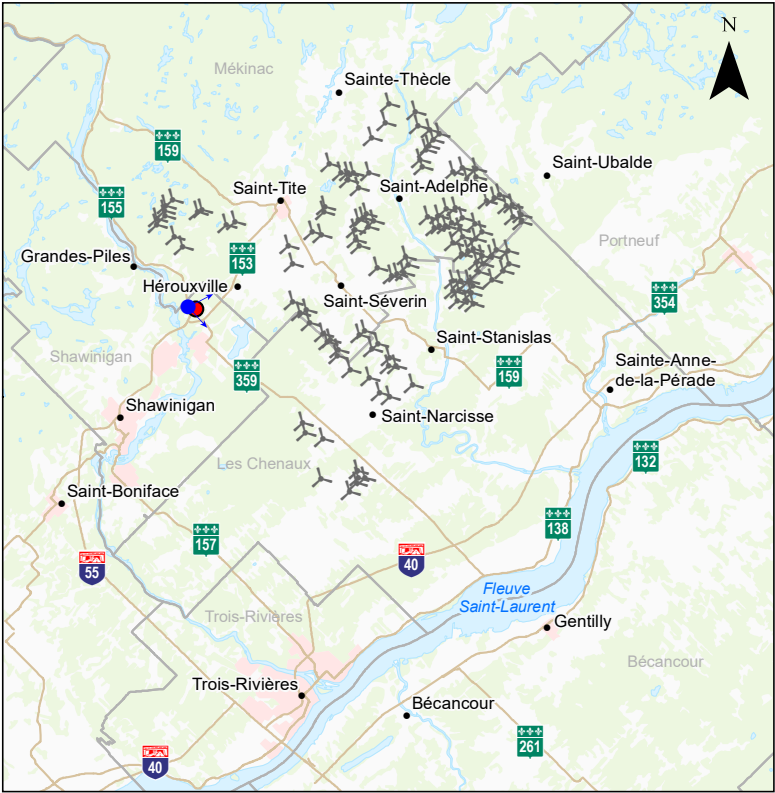 N
Mékinac
Sainte-Thècle
159
Saint-Ubalde
Saint-Tite
Saint-Adelphe
155
Portneuf
Grandes-Piles
153
Hérouxville
Saint-Séverin
354
Saint-Stanislas
Shawinigan
359
159
Sainte-Anne-
de-la-Pérade
Shawinigan
Saint-Narcisse
132
Les Chenaux
Saint-Boniface
138
157
40
55
Fleuve
Saint-Laurent
Trois-Rivières
Gentilly
Bécancour
Trois-Rivières
Bécancour
261
40